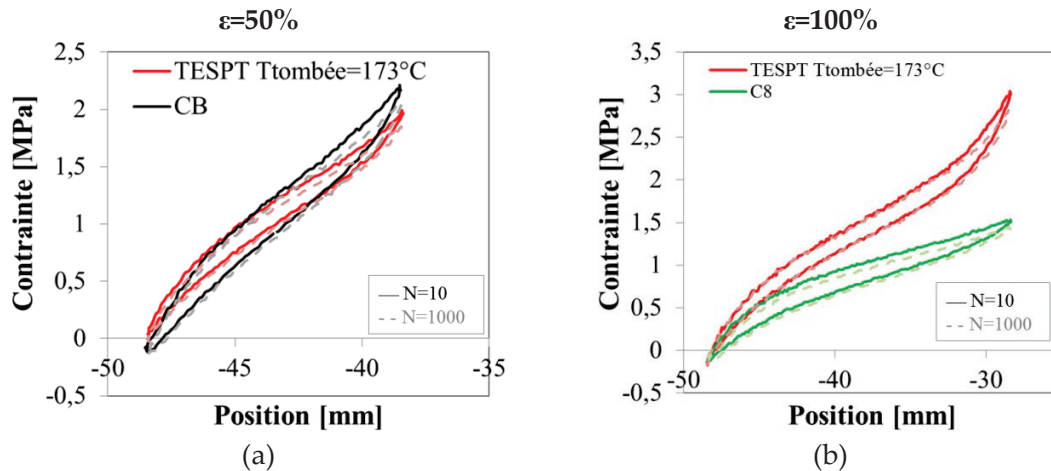 ε=50%
2,5
2
1,5
1
0,5
0
-0,5
-50
-45
-40
-35
Contrainte [MPa]
Position [mm]
TESPT Ttombée=173°C
CB
N=10
N=1000
(a)
ε=100%
4
3,5
3
2,5
2
1,5
1
0,5
0
-0,5
-50
-40
-30
Contrainte [MPa]
Position [mm]
TESPT Ttombée=173°C
C8
N=10
N=1000
(b)